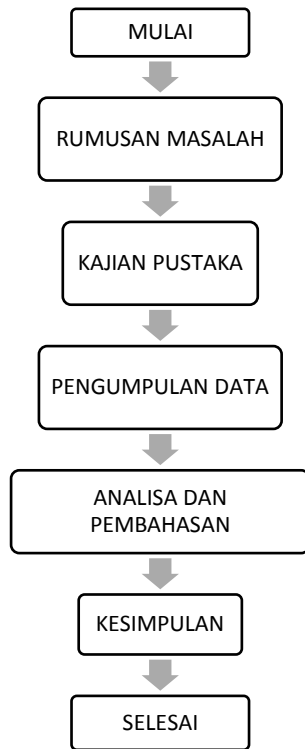 MULAI
RUMUSAN MASALAH
KAJIAN PUSTAKA
PENGUMPULAN DATA
ANALISA DAN
PEMBAHASAN
KESIMPULAN
SELESAI